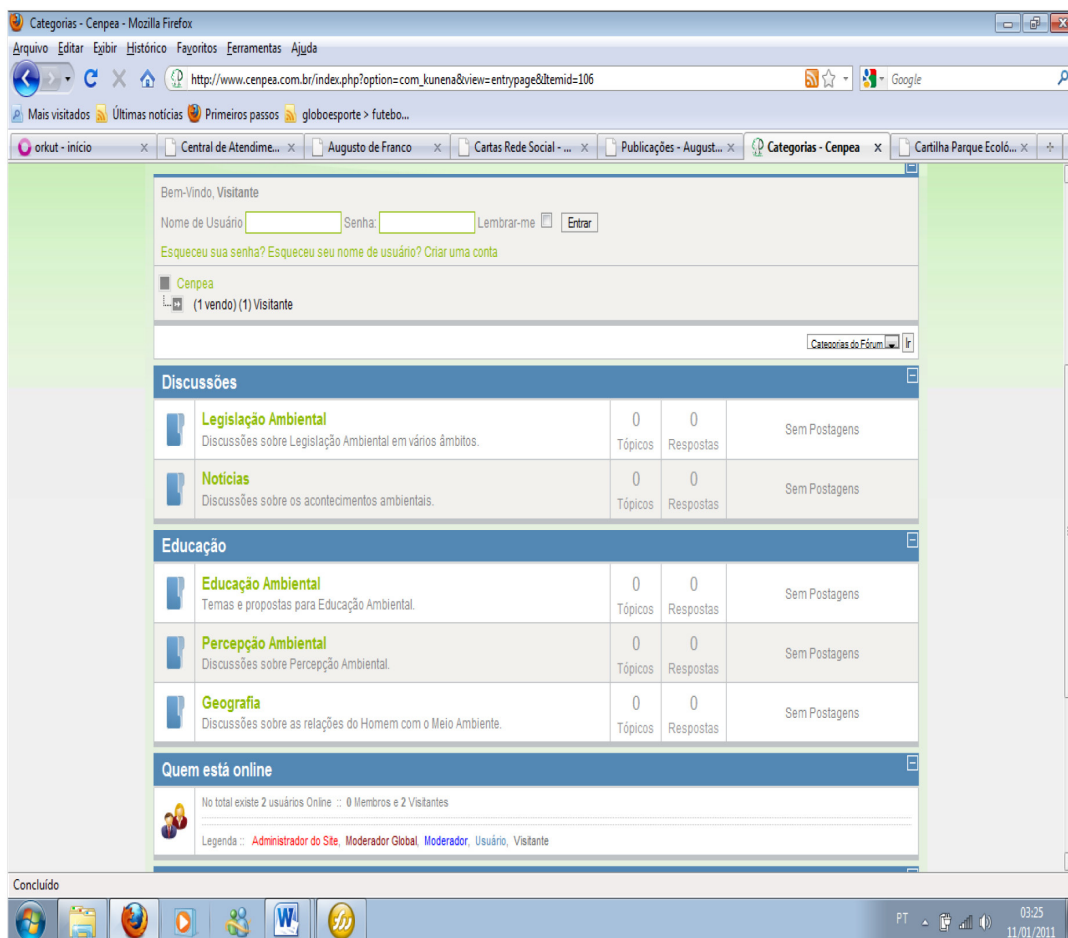 Categorias - Cenpea - Mozilla Firefox
Arquivo Editar Exibir Histórico Favoritos Ferramentas Ajuda
http://www.cenpea.com.br/index.php?option=com_kunena&view=entrypage&Itemid=106 Google
Mais visitados Últimas notícias Primeiros passos globoesporte > futebo...
orkut - início Central de Atendime... Augusto de Franco Cartas Rede Social - ... Publicações - August... Categorias - Cenpea Cartilha Parque Ecoló...
Bem-Vindo, Visitante
Nome de Usuário Senha: Lembrar-me Entrar
Esqueceu sua senha? Esqueceu seu nome de usuário? Criar uma conta
Cenpea
(1 vendo) (1) Visitante
Categorias do Fórum Ir
Discussões
Legislação Ambiental 0 0
Discussões sobre Legislação Ambiental em vários âmbitos. Tópicos Respostas Sem Postagens
Noticias 0 0
Discussões sobre os acontecimentos ambientais. Tópicos Respostas Sem Postagens
Educação
Educação Ambiental 0 0
Temas e propostas para Educação Ambiental. Tópicos Respostas Sem Postagens
Percepção Ambiental 0 0
Discussões sobre Percepção Ambiental. Tópicos Respostas Sem Postagens
Geografia 0 0
Discussões sobre as relações do Homem com o Meio Ambiente. Tópicos Respostas Sem Postagens
Quem está online
No total existe 2 usuários Online :: 0 Membros e 2 Visitantes
Legenda :: Administrador do Site, Moderador Global, Moderador, Usuário, Visitante
Concluído
PT 03:25
11/01/2011